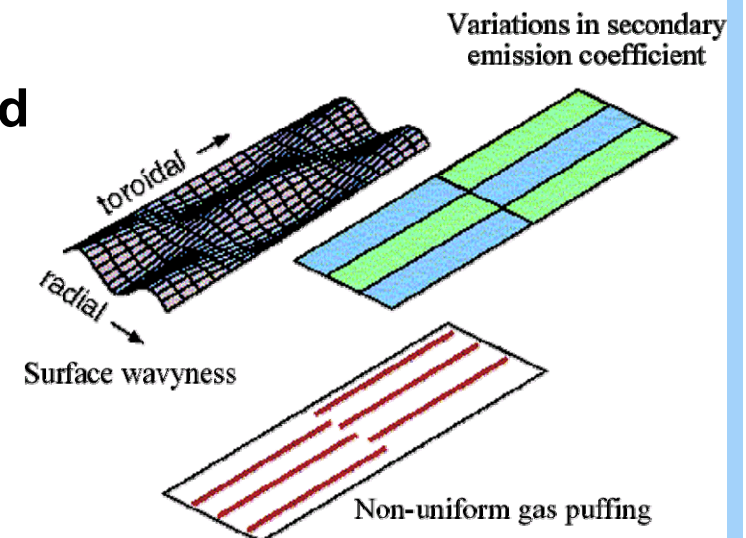 Variations in secondary
emission coefficient
d
toroidal
radial
Surface wavyness
Non-uniform gas puffing